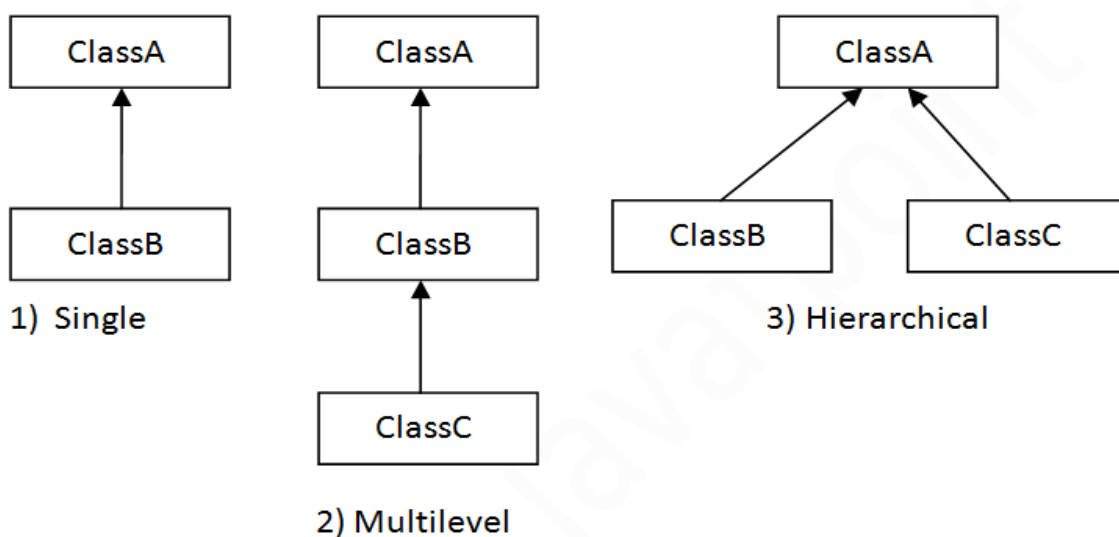 ClassA
ClassB
1) Single
ClassA
ClassB
ClassC
2) Multilevel
ClassA
ClassB
ClassC
3) Hierarchical